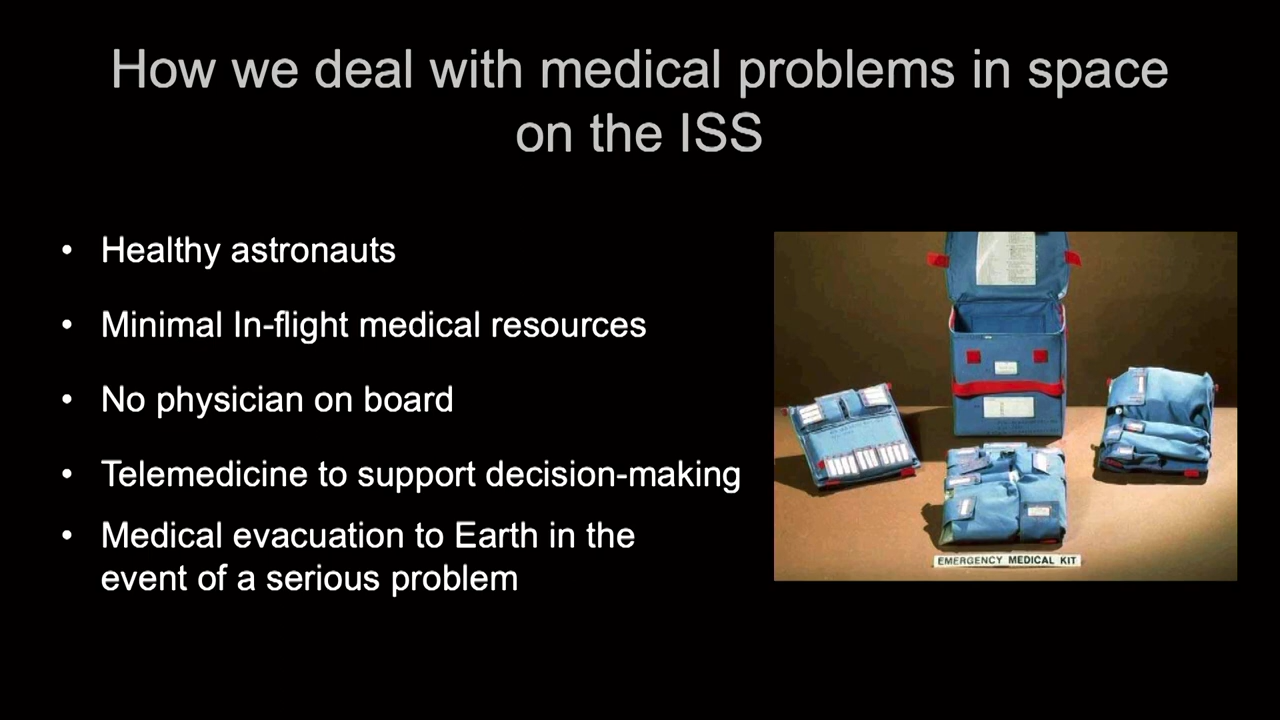 How we deal with medical problems in space
on the ISS
• Healthy astronauts
• Minimal In-flight medical resources
• No physician on board
• Telemedicine to support decision-making
• Medical evacuation to Earth in the
event of a serious problem
EMERGENCY MEDICAL KIT